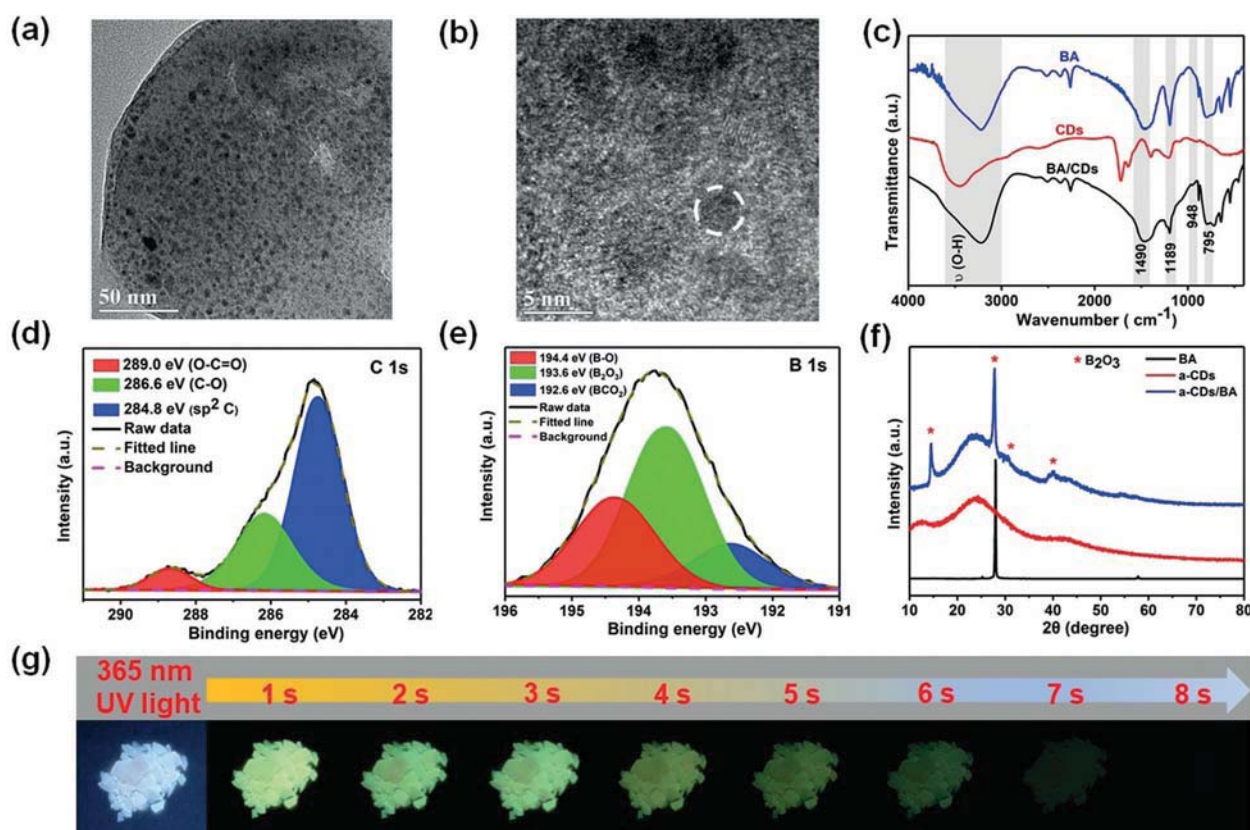 (a)
50 nm
(b)
5 nm
(c)
BA
CDs
BA/CDs
υ (O-H)
1490
1189
948
795
Transmittance (a.u.)
4000 3000 2000 1000
Wavenumber ( cm⁻¹)
(d)
289.0 eV (O-C=O)
286.6 eV (C-O)
284.8 eV (sp² C)
Raw data
Fitted line
Background
C 1s
Intensity (a.u.)
290 288 286 284 282
Binding energy (eV)
(e)
194.4 eV (B-O)
193.6 eV (B₂O₃)
192.6 eV (BCO₂)
Raw data
Fitted line
Background
B 1s
Intensity (a.u.)
196 195 194 193 192 191
Binding energy (eV)
(f)
* B₂O₃
BA
a-CDs
a-CDs/BA
*
*
*
*
Intensity (a.u.)
10 20 30 40 50 60 70 80
2θ (degree)
(g)
365 nm
UV light
1 s 2 s 3 s 4 s 5 s 6 s 7 s 8 s